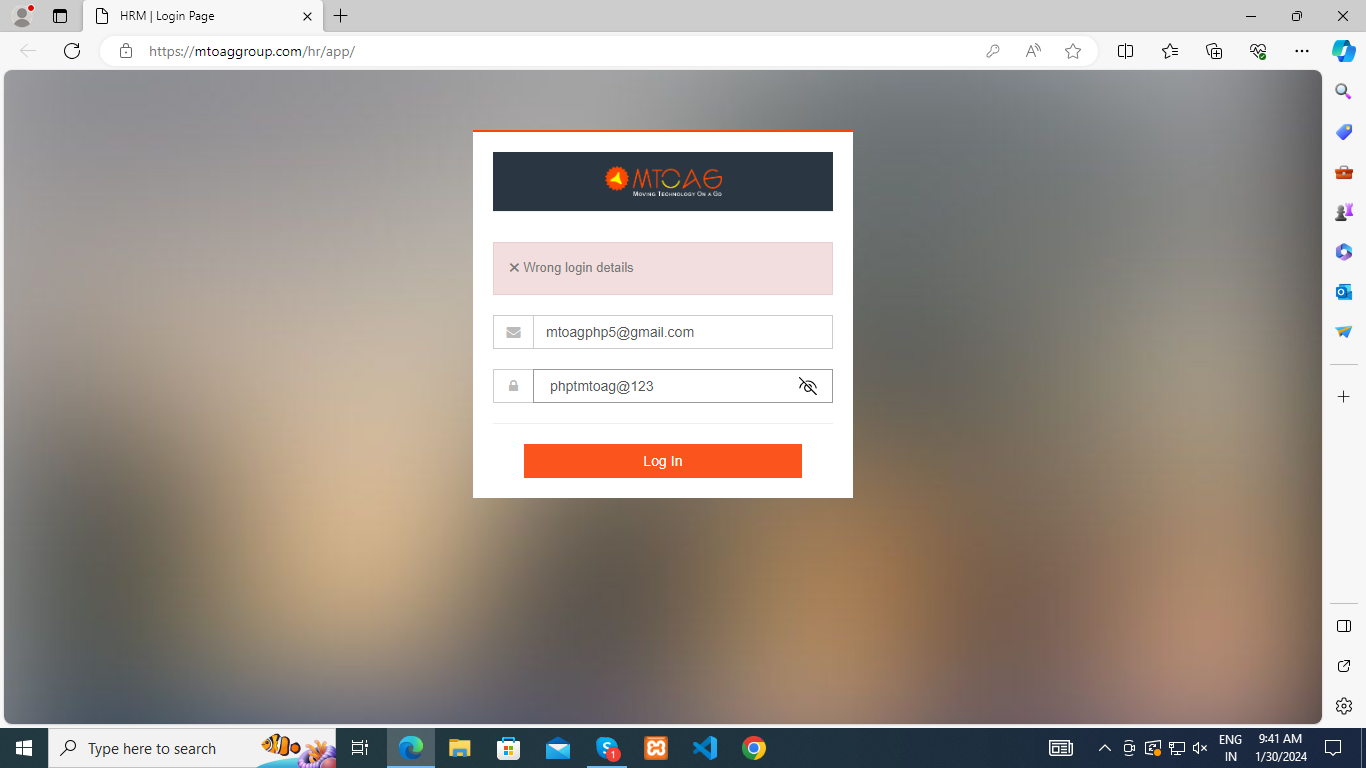 HRM | Login Page
https://mtoaggroup.com/hr/app/
MTOAG
Moving Technology On a Go
Wrong login details
mtoagphp5@gmail.com
phptmtoag@123
Log In
Type here to search
1
ENG
IN
9:41 AM
1/30/2024